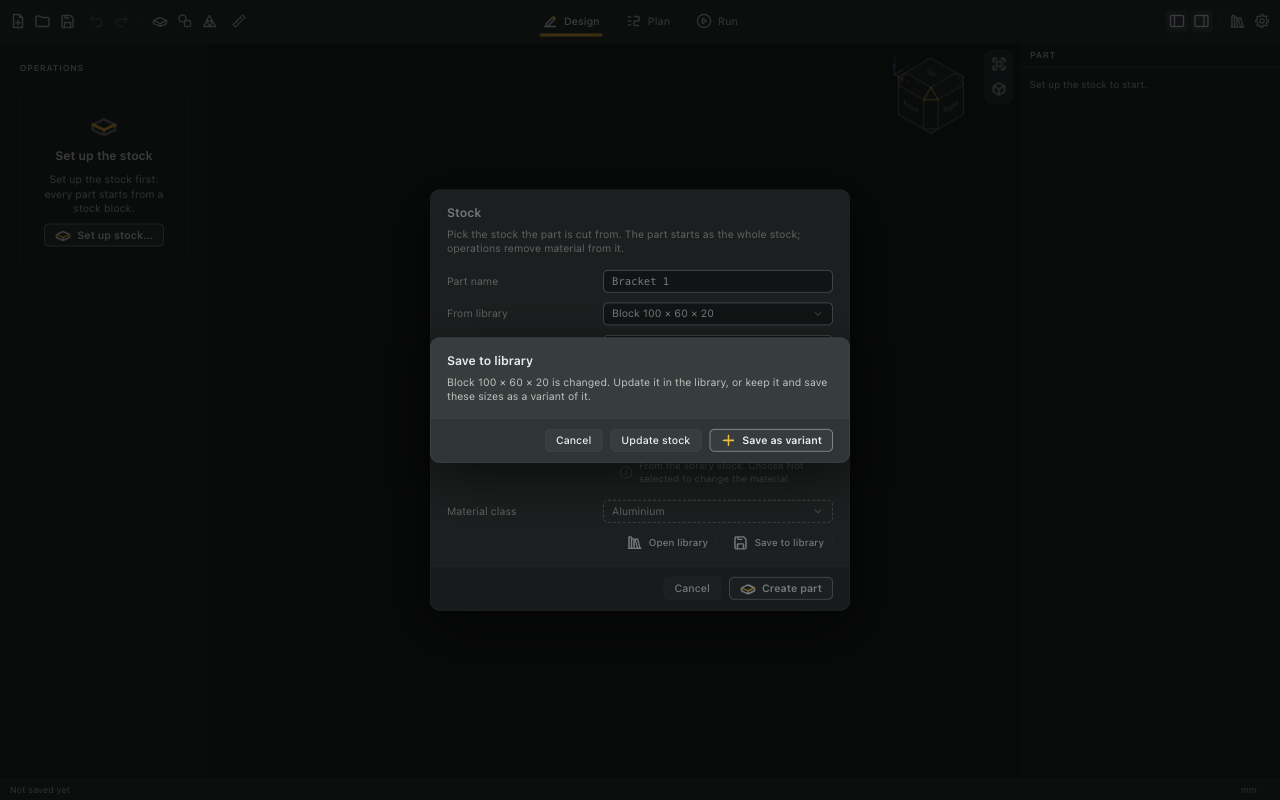 Design
Plan
Run
OPERATIONS
Set up the stock
Set up the stock first:
every part starts from a
stock block.
Set up stock...
Right
PART
Set up the stock to start.
Stock
Pick the stock the part is cut from. The part starts as the whole stock;
operations remove material from it.
Part name
Bracket 1
From library
Block 100 × 60 × 20
Save to library
Block 100 × 60 × 20 is changed. Update it in the library, or keep it and save
these sizes as a variant of it.
Cancel
Update stock
Save as variant
From the library stock. Choose Not
selected to change the material.
Material class
Aluminium
Open library
Save to library
Cancel
Create part
Not saved yet
mm